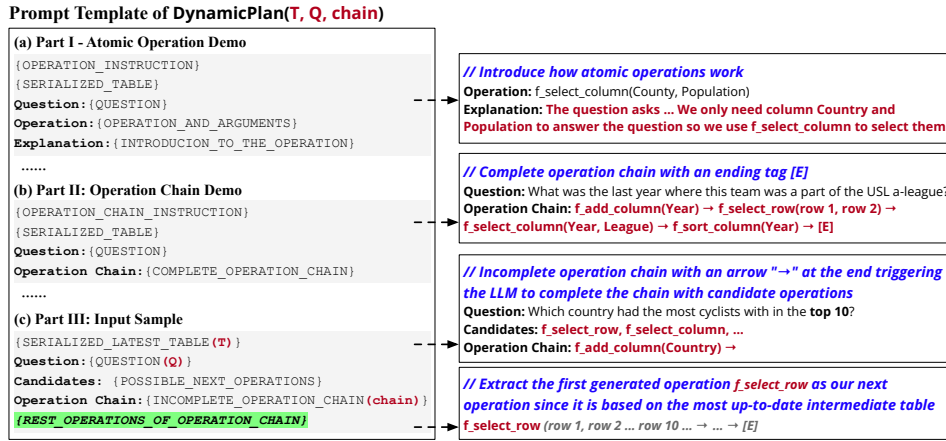 Prompt Template of DynamicPlan(T, Q, chain)
(a) Part I - Atomic Operation Demo
{OPERATION_INSTRUCTION}
{SERIALIZED_TABLE}
Question:{QUESTION}
Operation:{OPERATION_AND_ARGUMENTS}
Explanation:{INTRODUCION_TO_THE_OPERATION}
......
(b) Part II: Operation Chain Demo
{OPERATION_CHAIN_INSTRUCTION}
{SERIALIZED_TABLE}
Question:{QUESTION}
Operation Chain:{COMPLETE_OPERATION_CHAIN}
......
(c) Part III: Input Sample
{SERIALIZED_LATEST_TABLE(T)}
Question:{QUESTION(Q)}
Candidates: {POSSIBLE_NEXT_OPERATIONS}
Operation Chain:{INCOMPLETE_OPERATION_CHAIN(chain)}
{REST_OPERATIONS_OF_OPERATION_CHAIN}
// Introduce how atomic operations work
Operation: f_select_column(County, Population)
Explanation: The question asks ... We only need column Country and
Population to answer the question so we use f_select_column to select them
// Complete operation chain with an ending tag [E]
Question: What was the last year where this team was a part of the USL a-league?
Operation Chain: f_add_column(Year) → f_select_row(row 1, row 2) →
f_select_column(Year, League) → f_sort_column(Year) → [E]
// Incomplete operation chain with an arrow "→" at the end triggering
the LLM to complete the chain with candidate operations
Question: Which country had the most cyclists with in the top 10?
Candidates: f_select_row, f_select_column, ...
Operation Chain: f_add_column(Country) →
// Extract the first generated operation f_select_row as our next
operation since it is based on the most up-to-date intermediate table
f_select_row (row 1, row 2 ... row 10 ... → ... → [E]